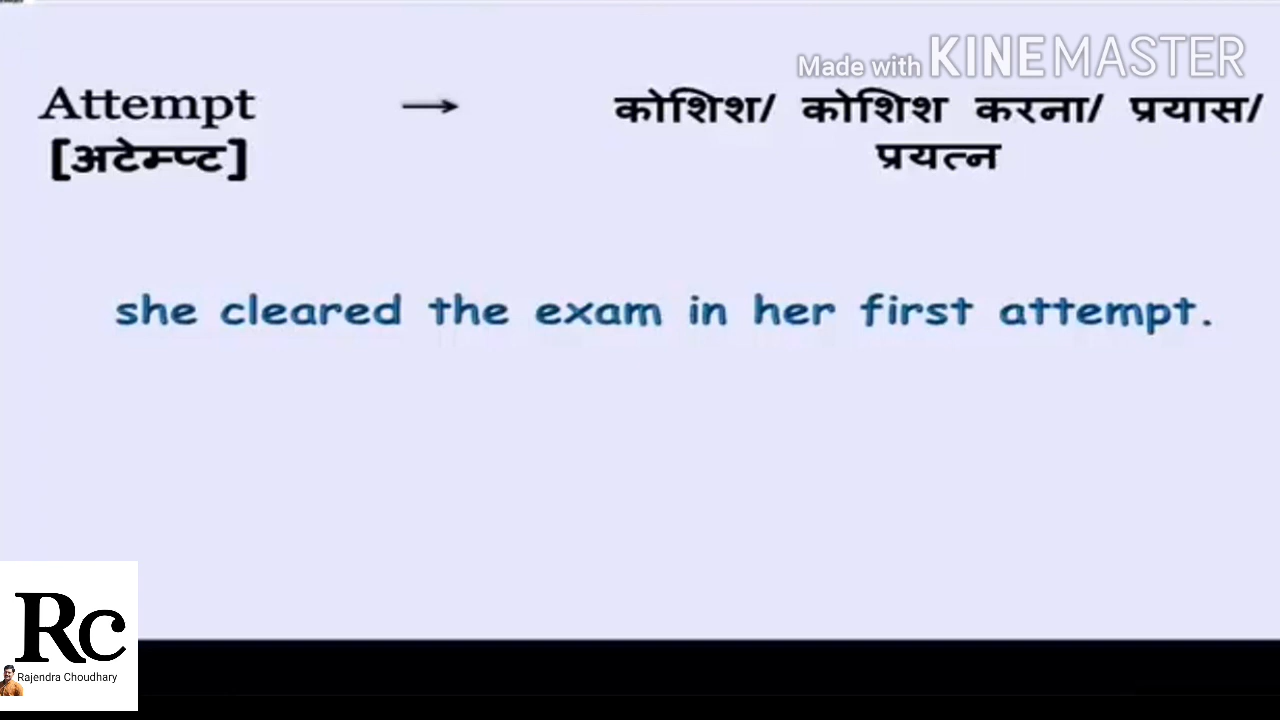 Made with KINEMASTER
Attempt → कोशिश/ कोशिश करना/ प्रयास/
[अटेम्प्ट] प्रयत्न
she cleared the exam in her first attempt.
Rc
Rajendra Choudhary